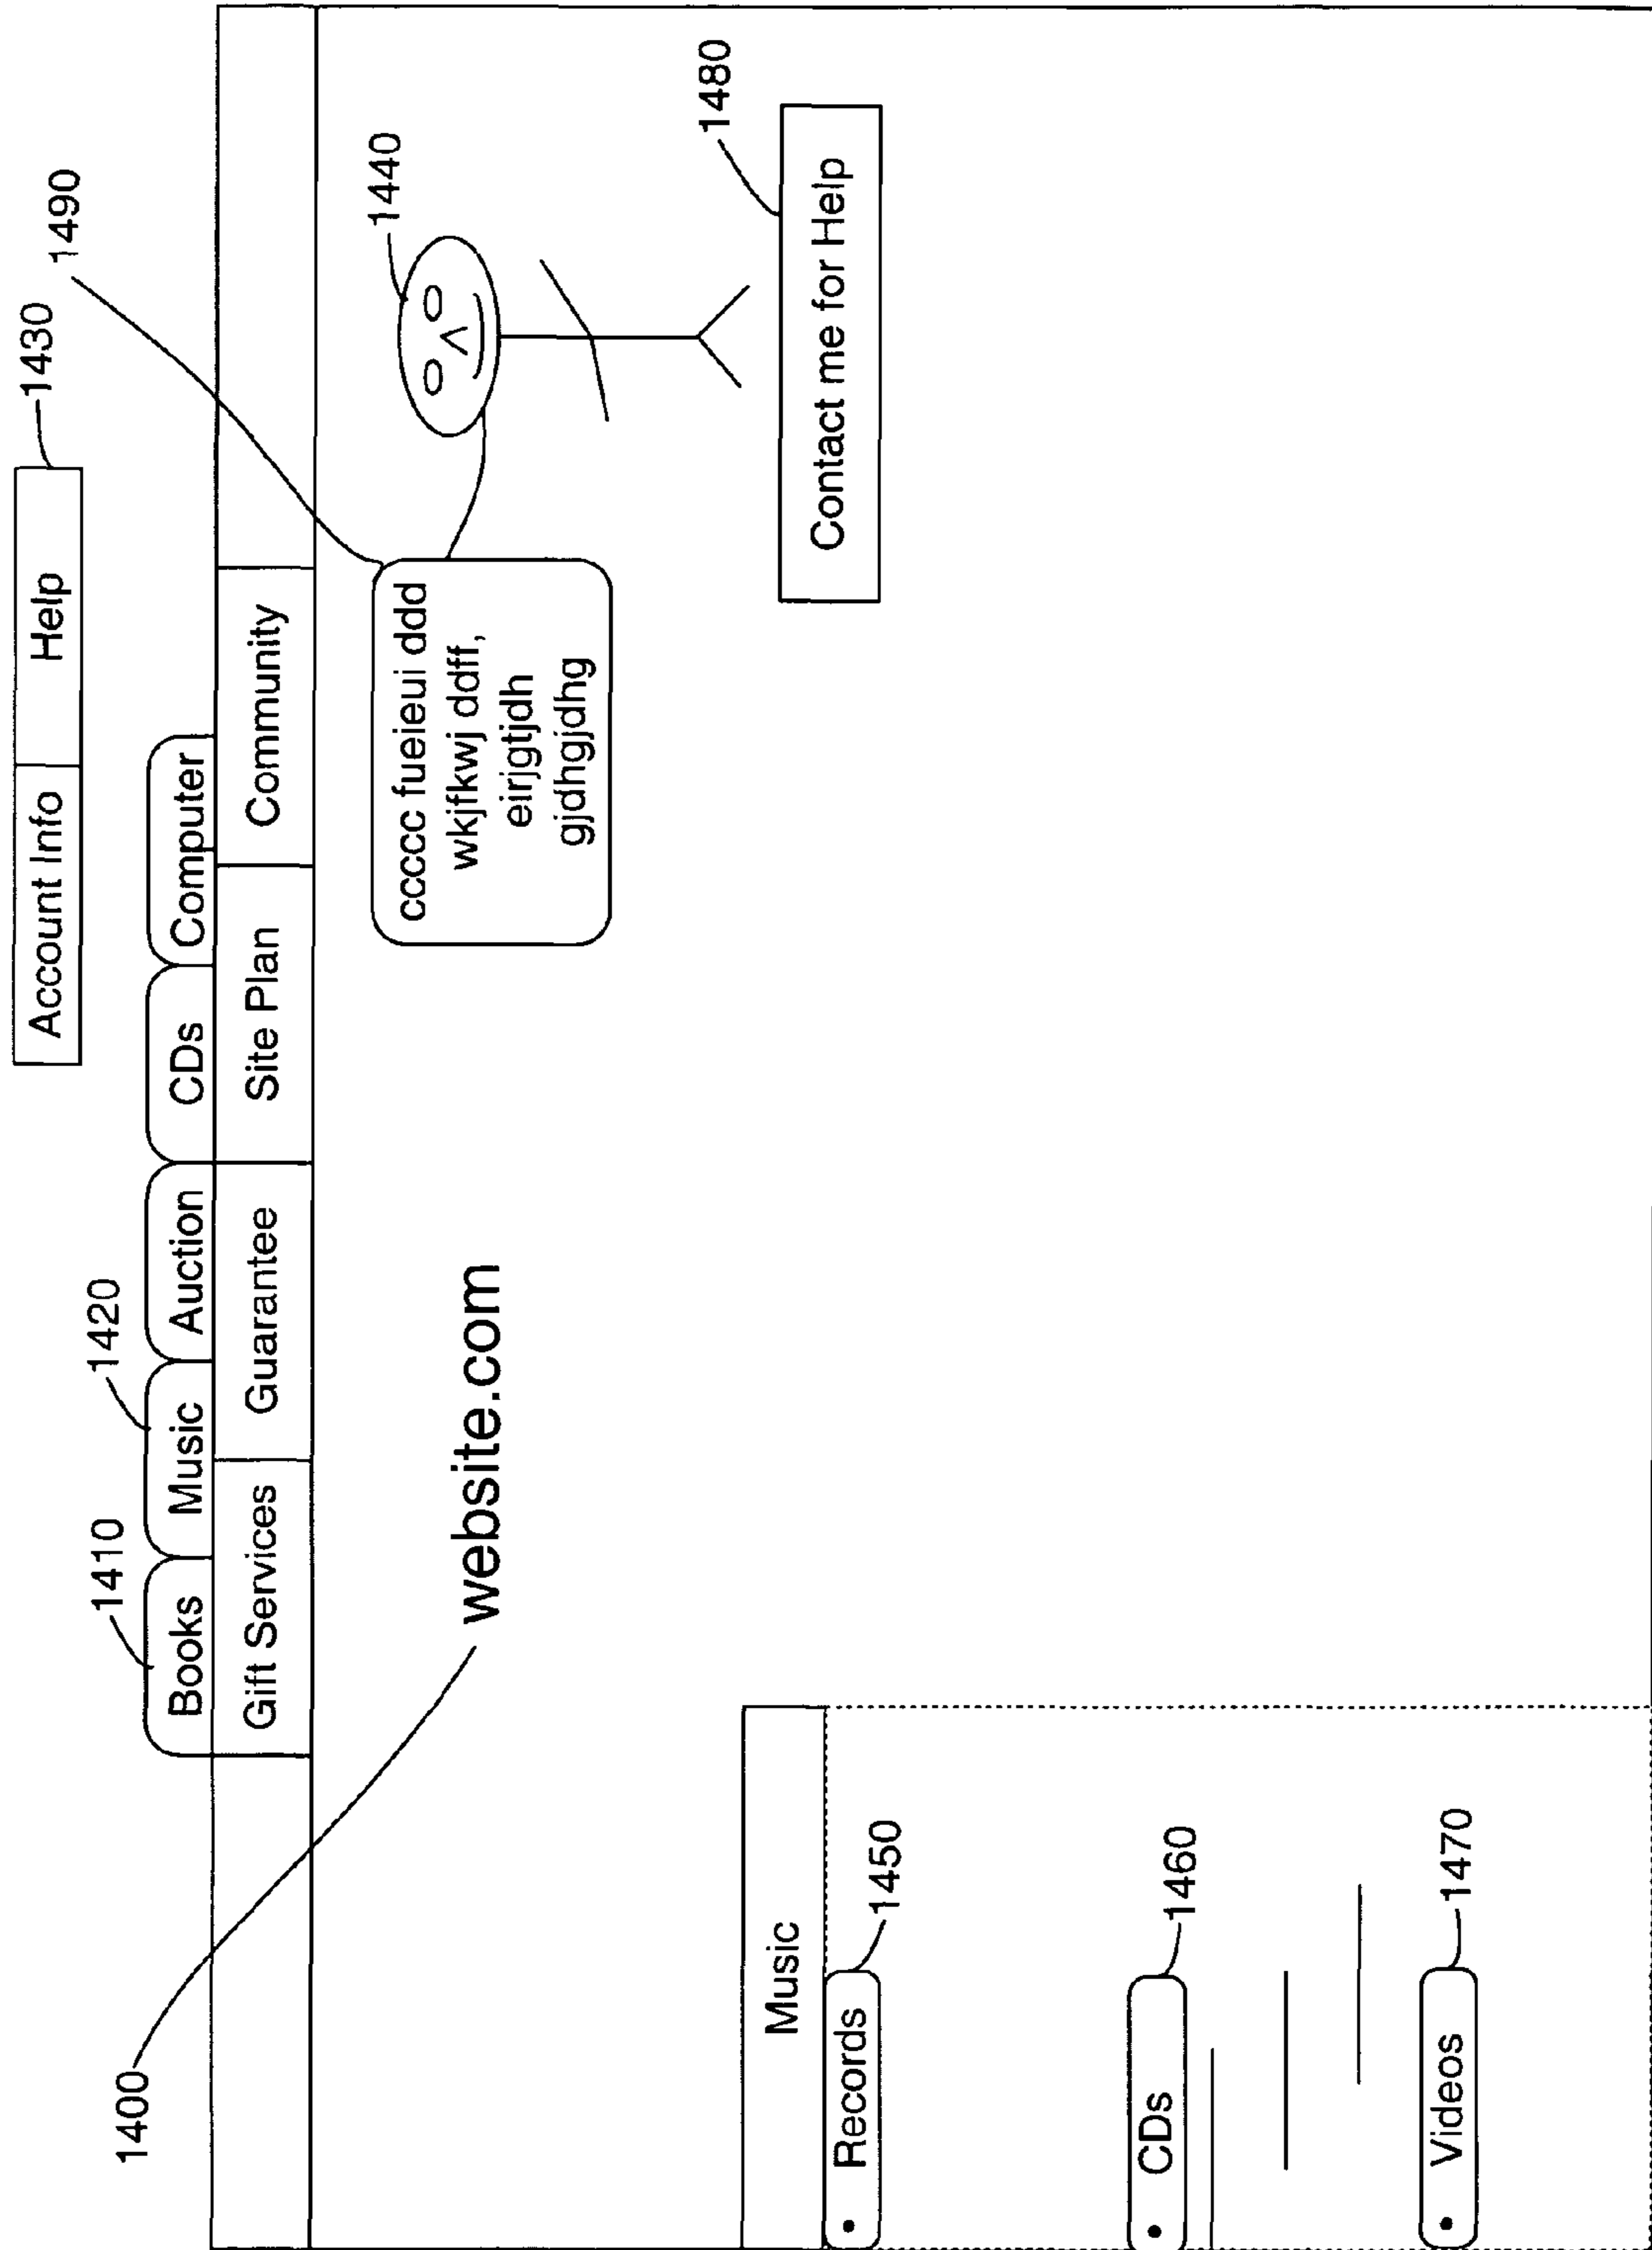 Account Info
Help
1430
1490
1410
1420
1400
Books
Music
Auction
CDs
Computer
Gift Services
Guarantee
Site Plan
Community
website.com
ccccc fueieui ddd
wkjfkwj ddff,
eirjgtjdh
gjdhgjdhg
1440
1480
Contact me for Help
Music
• Records
1450
• CDs
1460
• Videos
1470